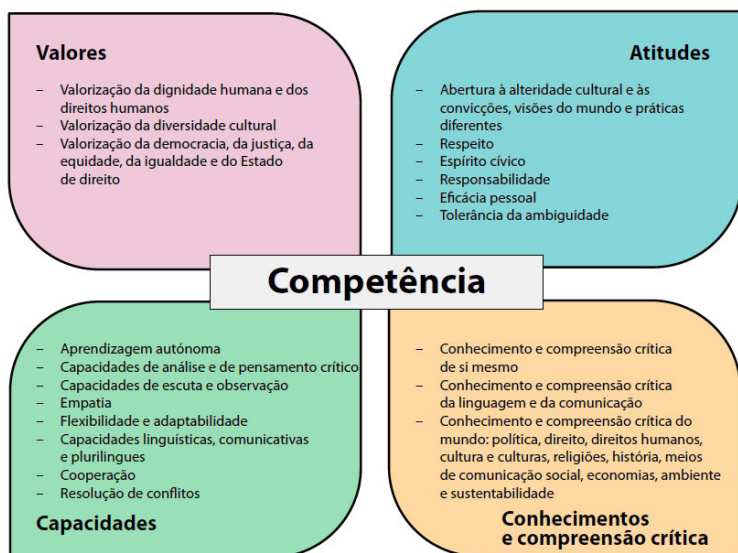 Valores
– Valorização da dignidade humana e dos
direitos humanos
– Valorização da diversidade cultural
– Valorização da democracia, da justiça, da
equidade, da igualdade e do Estado
de direito
Atitudes
– Abertura à alteridade cultural e às
convicções, visões do mundo e práticas
diferentes
– Respeito
– Espírito cívico
– Responsabilidade
– Eficácia pessoal
– Tolerância da ambiguidade
Competência
– Aprendizagem autónoma
– Capacidades de análise e de pensamento crítico
– Capacidades de escuta e observação
– Empatia
– Flexibilidade e adaptabilidade
– Capacidades linguísticas, comunicativas
e plurilingues
– Cooperação
– Resolução de conflitos
Capacidades
– Conhecimento e compreensão crítica
de si mesmo
– Conhecimento e compreensão crítica
da linguagem e da comunicação
– Conhecimento e compreensão crítica do
mundo: política, direito, direitos humanos,
cultura e culturas, religiões, história, meios
de comunicação social, economias, ambiente
e sustentabilidade
Conhecimentos
e compreensão crítica